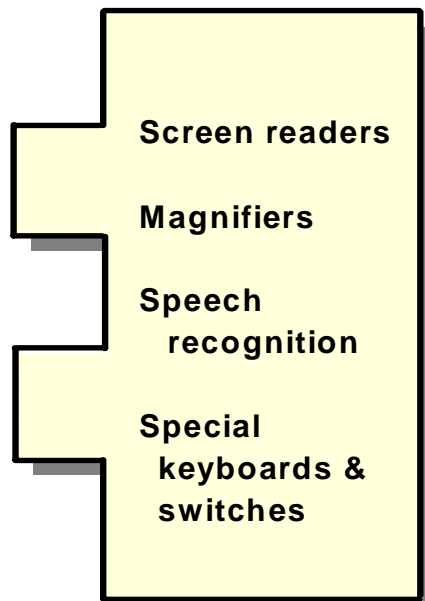 Screen readers
Magnifiers
Speech
recognition
Special
keyboards &
switches